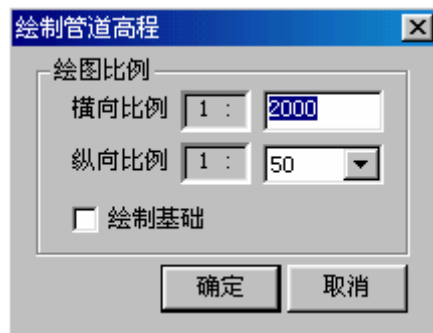 绘制管道高程
绘图比例
横向比例 1 : 2000
纵向比例 1 : 50
绘制基础
确定 取消